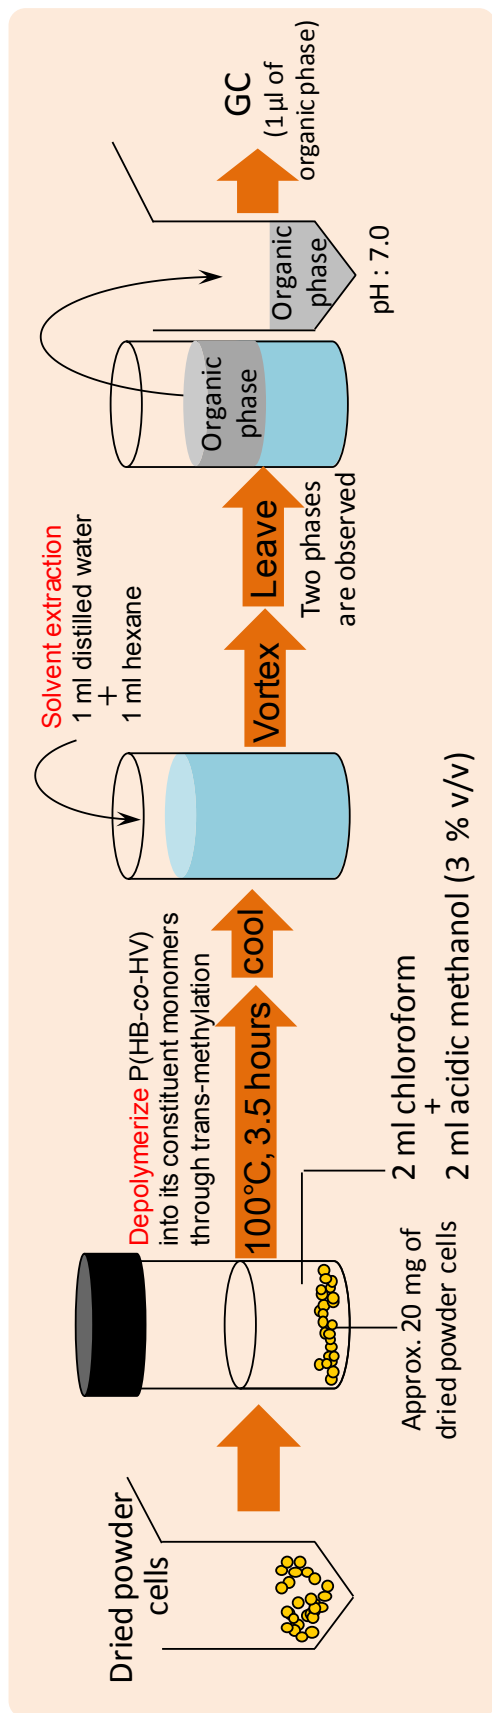 Dried powder
cells
Approx. 20 mg of
dried powder cells
2 ml chloroform
+
2 ml acidic methanol (3 % v/v)
Depolymerize P(HB-co-HV)
into its constituent monomers
through trans-methylation
100°C, 3.5 hours
cool
Solvent extraction
1 ml distilled water
+
1 ml hexane
Vortex
Leave
Two phases
are observed
Organic
phase
Organic
phase
pH : 7.0
GC
(1 µl of
organic phase)